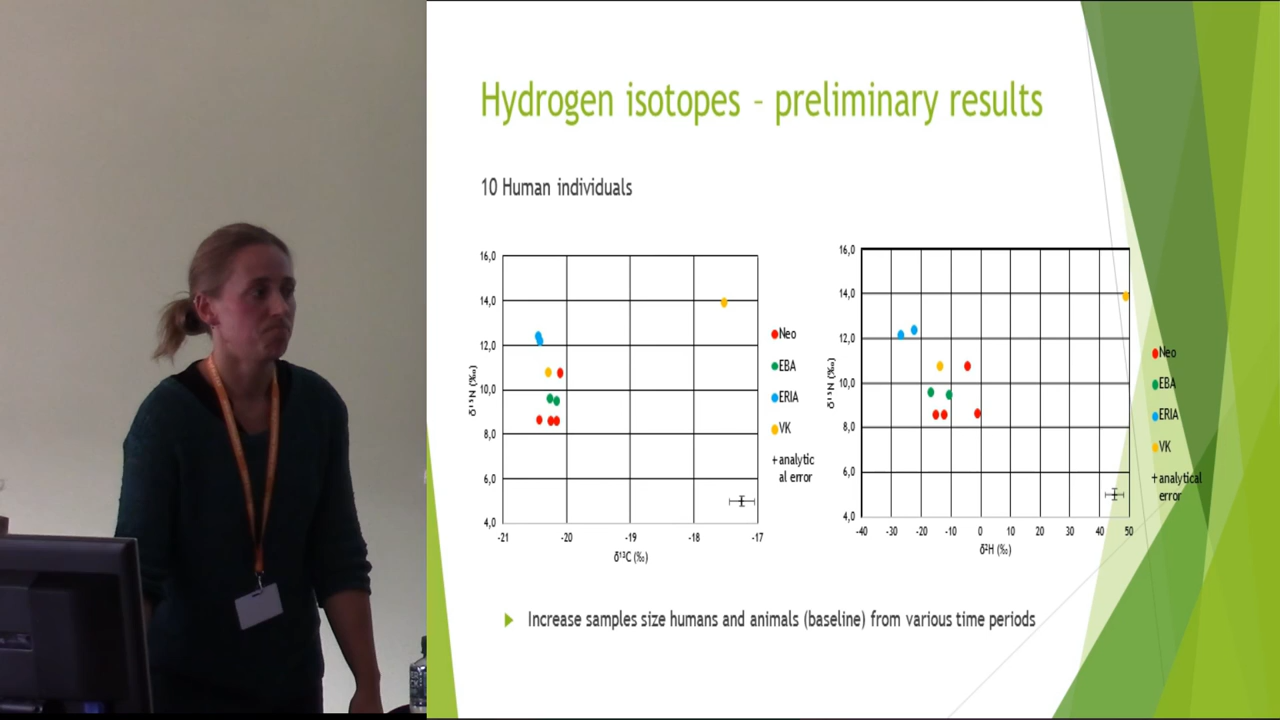 Hydrogen isotopes – preliminary results
10 Human individuals
16,0
14,0
12,0
10,0
8,0
6,0
4,0
δ¹⁵N (‰)
-21
-20
-19
-18
-17
δ¹³C (‰)
Neo
EBA
ERIA
VK
+ analytic
al error
16,0
14,0
12,0
10,0
8,0
6,0
4,0
δ¹⁵N (‰)
-40
-30
-20
-10
0
10
20
30
40
50
δ²H (‰)
Neo
EBA
ERIA
VK
+ analytical
error
Increase samples size humans and animals (baseline) from various time periods